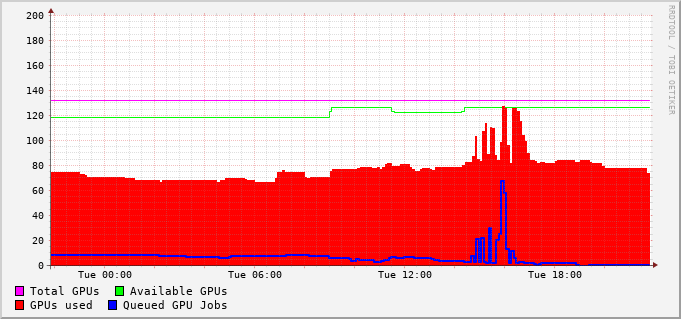 200
180
160
140
120
100
80
60
40
20
0
Tue 00:00 Tue 06:00 Tue 12:00 Tue 18:00
Total GPUs Available GPUs
GPUs used Queued GPU Jobs
RRDTOOL / TOBI OETIKER